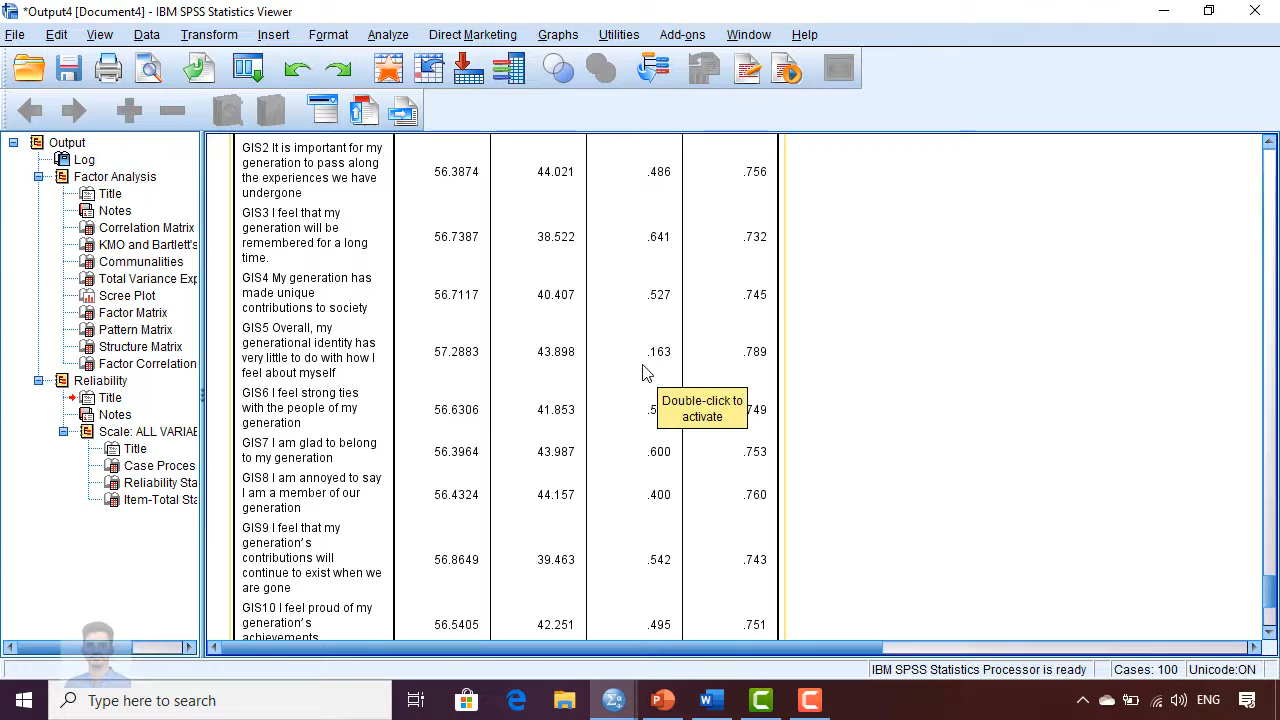 *Output4 [Document4] - IBM SPSS Statistics Viewer
File Edit View Data Transform Insert Format Analyze Direct Marketing Graphs Utilities Add-ons Window Help
Output
Log
Factor Analysis
Title
Notes
Correlation Matrix
KMO and Bartlett's
Communalities
Total Variance Exp
Scree Plot
Factor Matrix
Pattern Matrix
Structure Matrix
Factor Correlation
Reliability
Title
Notes
Scale: ALL VARIA
Title
Case Proces
Reliability Sta
Item-Total Sta
GIS2 It is important for my
generation to pass along
the experiences we have
undergone
56.3874 44.021 .486 .756
GIS3 I feel that my
generation will be
remembered for a long
time.
56.7387 38.522 .641 .732
GIS4 My generation has
made unique
contributions to society
56.7117 40.407 .527 .745
GIS5 Overall, my
generational identity has
very little to do with how I
feel about myself
57.2883 43.898 .163 .789
GIS6 I feel strong ties
with the people of my
generation
56.6306 41.853 .5 749
Double-click to
activate
GIS7 I am glad to belong
to my generation
56.3964 43.987 .600 .753
GIS8 I am annoyed to say
I am a member of our
generation
56.4324 44.157 .400 .760
GIS9 I feel that my
generation's
contributions will
continue to exist when we
are gone
56.8649 39.463 .542 .743
GIS10 I feel proud of my
generation's
achievements
56.5405 42.251 .495 .751
IBM SPSS Statistics Processor is ready Cases: 100 Unicode:ON
Type here to search
ENG